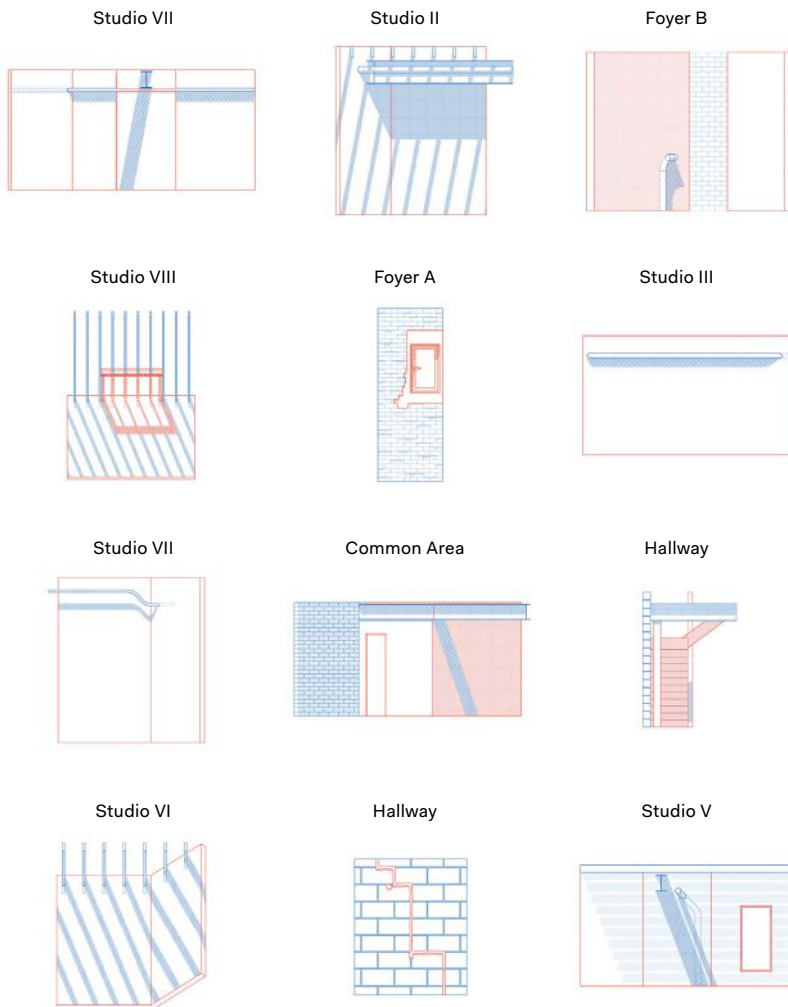 Studio VII
Studio II
Foyer B
Studio VIII
Foyer A
Studio III
Studio VII
Common Area
Hallway
Studio VI
Hallway
Studio V